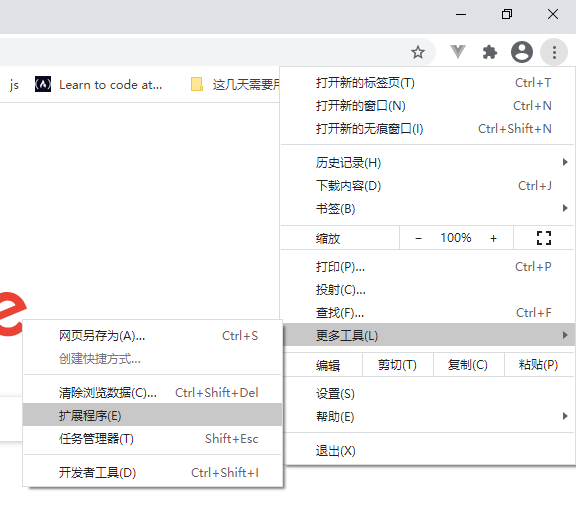 js Learn to code at... 这几天需要用
打开新的标签页(T) Ctrl+T
打开新的窗口(N) Ctrl+N
打开新的无痕窗口(I) Ctrl+Shift+N
历史记录(H)
下载内容(D) Ctrl+J
书签(B)
缩放 − 100% +
打印(P)... Ctrl+P
投射(C)...
查找(F)... Ctrl+F
更多工具(L)
编辑 剪切(T) 复制(C) 粘贴(P)
设置(S)
帮助(E)
退出(X)
e
网页另存为(A)... Ctrl+S
创建快捷方式...
清除浏览数据(C)... Ctrl+Shift+Del
扩展程序(E)
任务管理器(T) Shift+Esc
开发者工具(D) Ctrl+Shift+I